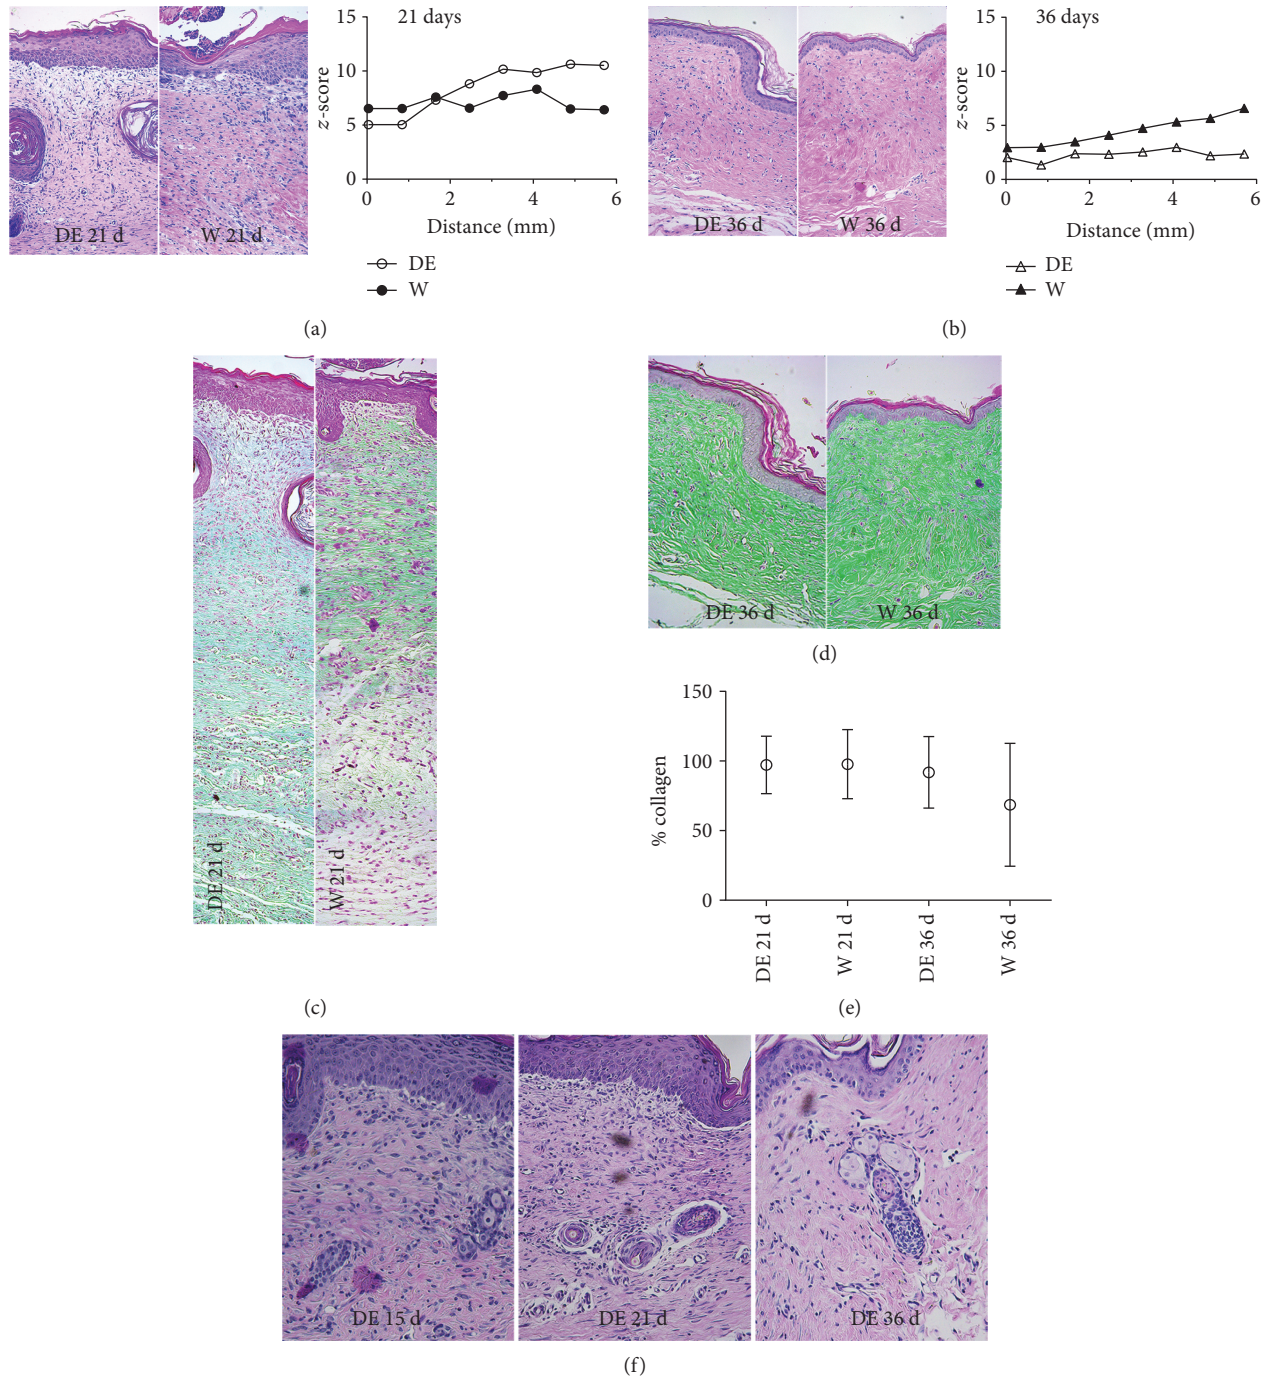 15
21 days
10
z-score
5
0
0
2
4
6
Distance (mm)
DE
W
DE 21 d
W 21 d
(a)
15
36 days
10
z-score
5
0
0
2
4
6
Distance (mm)
DE
W
DE 36 d
W 36 d
(b)
DE 21 d
W 21 d
(c)
DE 36 d
W 36 d
(d)
150
100
% collagen
50
0
DE 21 d
W 21 d
DE 36 d
W 36 d
(e)
DE 15 d
DE 21 d
DE 36 d
(f)